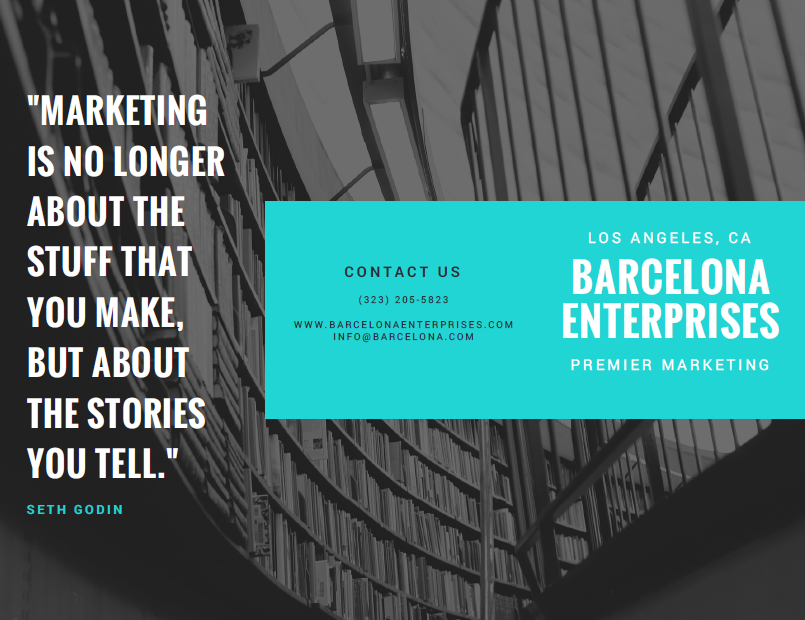 "MARKETING
IS NO LONGER
ABOUT THE
STUFF THAT
YOU MAKE,
BUT ABOUT
THE STORIES
YOU TELL."
SETH GODIN
CONTACT US
(323) 205-5823
WWW.BARCELONAENTERPRISES.COM
INFO@BARCELONA.COM
LOS ANGELES, CA
BARCELONA
ENTERPRISES
PREMIER MARKETING